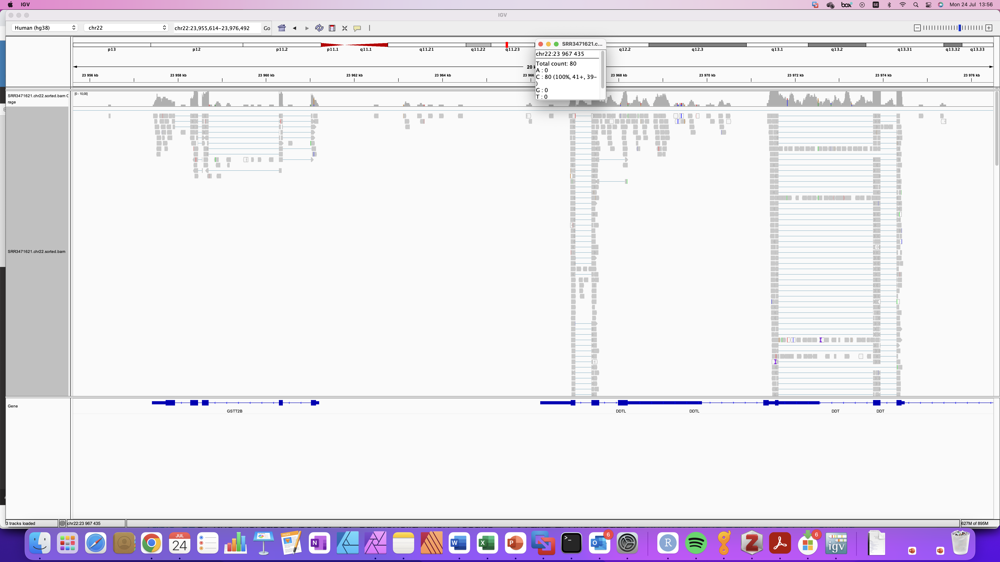 IGV
SE
Mon 24 Jul 13:56
IGV
Human (hg38)
chr22
chr22:23,955,614-23,976,492
Go
p13 p12 p11.2 p11.1 q11.1 q11.21 q11.22 q11.23 q12.2 q12.3 q13.1 q13.2 q13.31 q13.32 q13.33
20 k
23 956 kb 23 958 kb 23 960 kb 23 962 kb 23 964 kb 23 966 23 968 kb 23 970 kb 23 972 kb 23 974 kb 23 976 kb
SRR3471621.c...
chr22:23 967 435
Total count: 80
A : 0
C : 80 (100%, 41+, 39-
)
G : 0
T : 0
SRR3471621.chr22.sorted.bam C
rage
[0 - 10,00]
SRR3471621.chr22.sorted.bam
Gene
GSTT2B
DDTL
DDTL
DDT
DDT
3 tracks loaded
chr22:23 967 435
627M of 895M
box
JUL
24
PAGES
N
W
X
P
>_
O
6
R
Z
6
igv